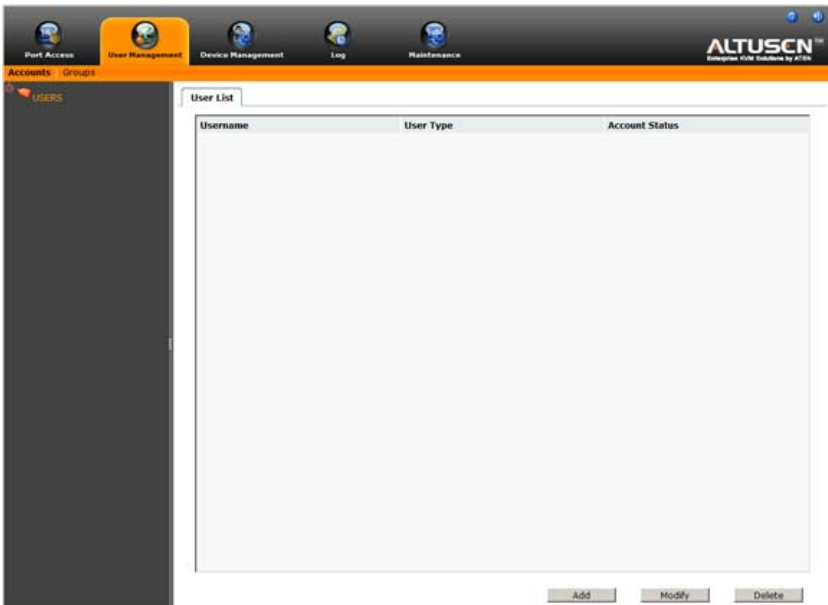 Port Access User Management Device Management Log Maintenance
ALTUSEN™
Enterprise KVM Solutions by ATEN
Accounts Groups
USERS
User List
Username User Type Account Status
Add Modify Delete